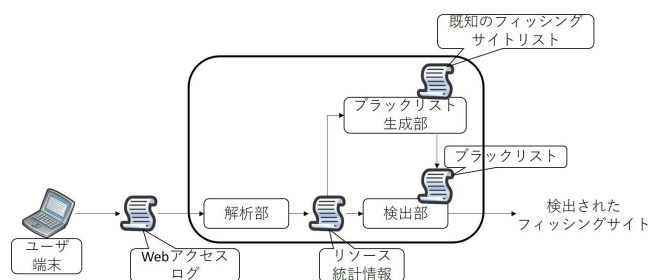 既知のフィッシング
サイトリスト
ブラックリスト
生成部
ブラックリスト
解析部
検出部
検出された
フィッシングサイト
ユーザ
端末
Webアクセス
ログ
リソース
統計情報